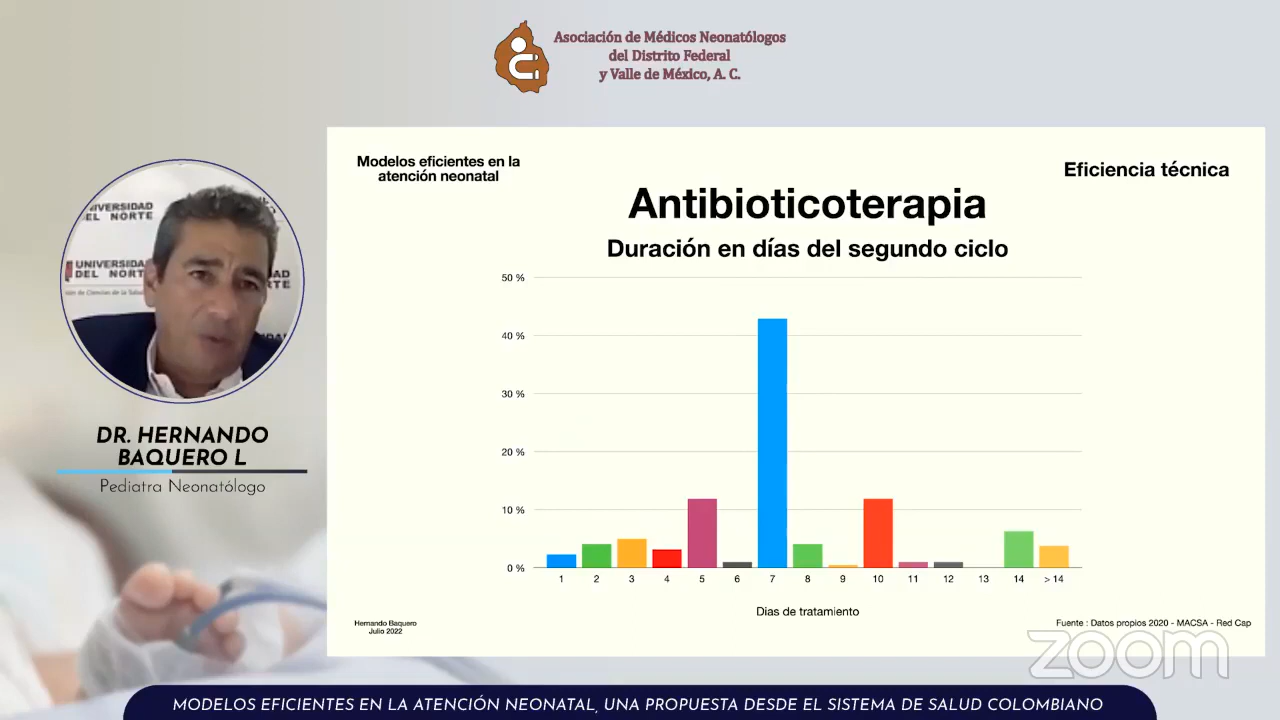 Asociación de Médicos Neonatólogos
del Distrito Federal
y Valle de México, A. C.
Modelos eficientes en la
atención neonatal
Eficiencia técnica
Antibioticoterapia
Duración en días del segundo ciclo
50 %
40 %
30 %
20 %
10 %
0 %
1 2 3 4 5 6 7 8 9 10 11 12 13 14 > 14
Dias de tratamiento
Hernando Baquero
Julio 2022
Fuente : Datos propios 2020 - MACSA - Red Cap
zoom
UNIVERSIDAD
DEL NORTE
DR. HERNANDO
BAQUERO L
Pediatra Neonatólogo
MODELOS EFICIENTES EN LA ATENCIÓN NEONATAL, UNA PROPUESTA DESDE EL SISTEMA DE SALUD COLOMBIANO